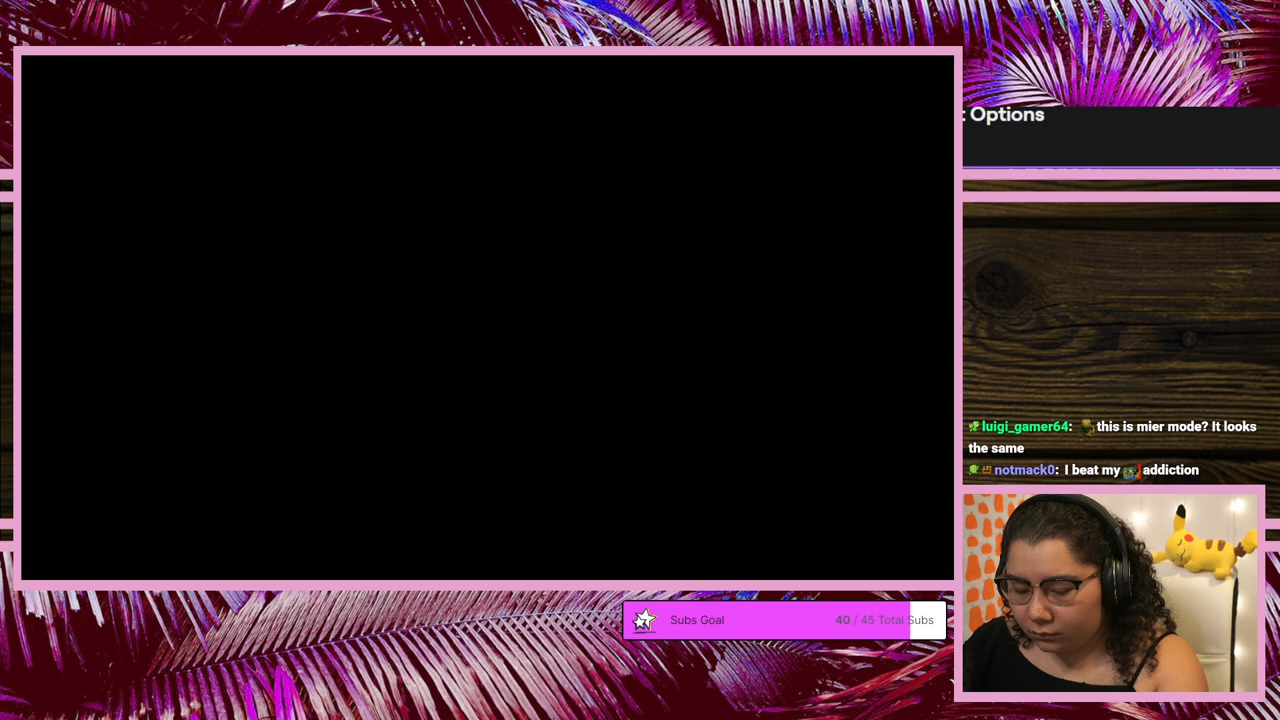 : Options
luigi_gamer64: this is mier mode? It looks
the same
notmack0: I beat my addiction
Subs Goal 40 / 45 Total Subs